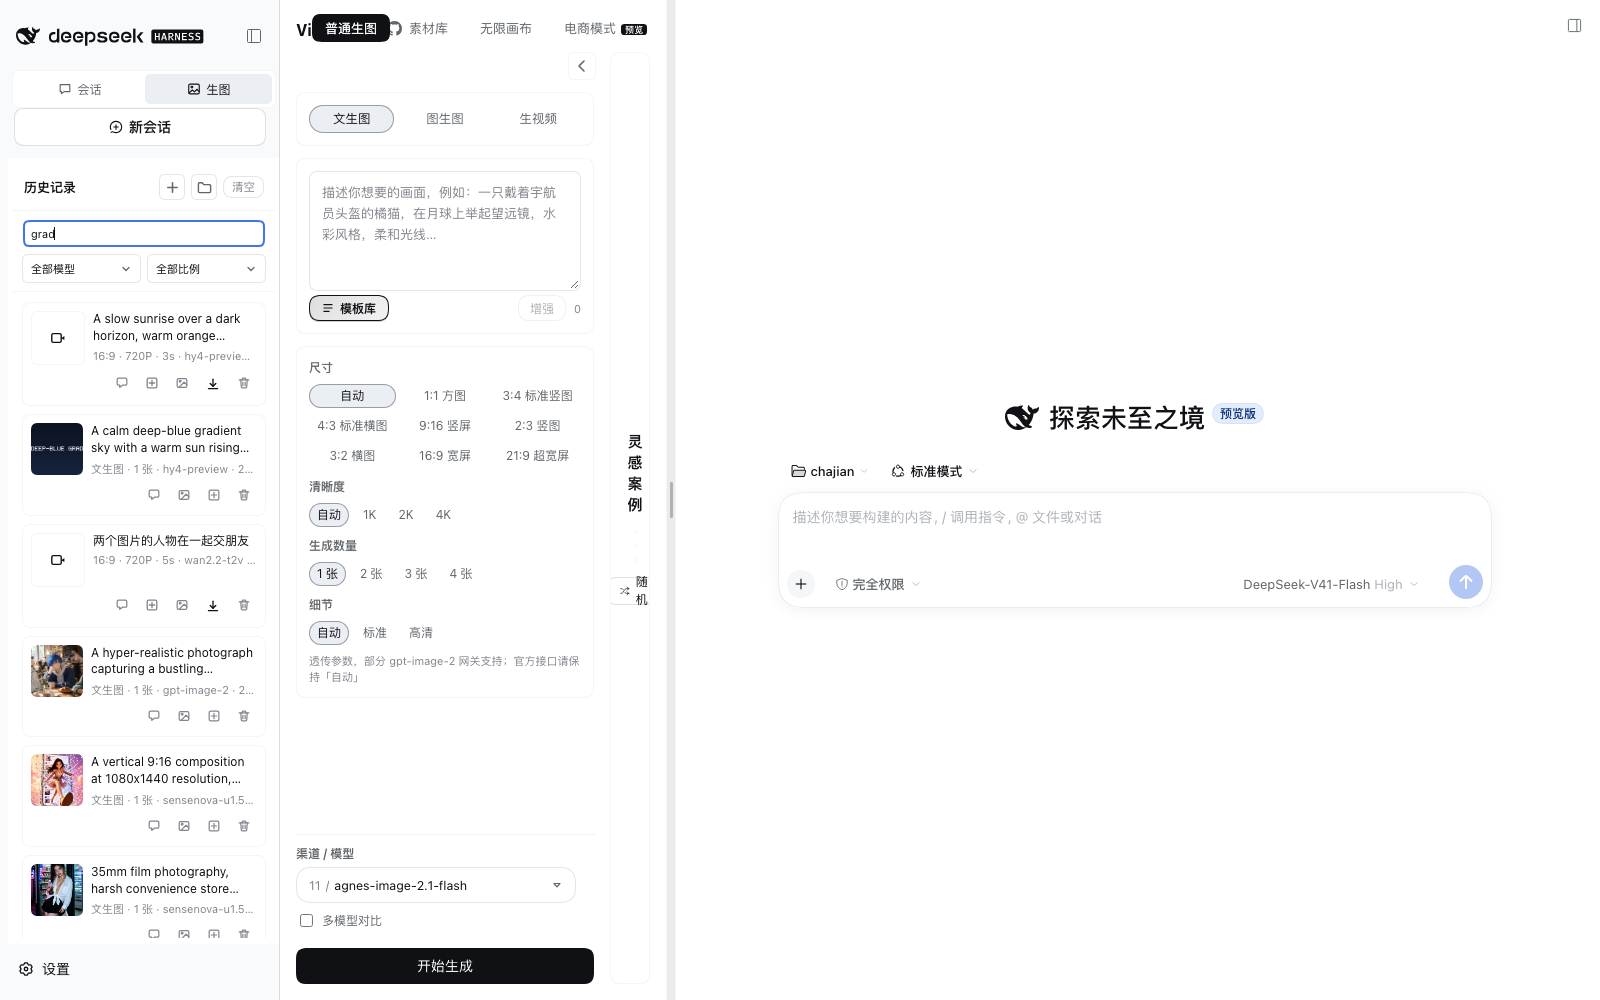 deepseek HARNESS
会话
生图
新会话
历史记录
清空
grad
全部模型
全部比例
A slow sunrise over a dark
horizon, warm orange...
16:9 · 720P · 3s · hy4-previe...
A calm deep-blue gradient
sky with a warm sun rising...
文生图 · 1 张 · hy4-preview · 2...
DEEP-BLUE GRAD
两个图片的人物在一起交朋友
16:9 · 720P · 5s · wan2.2-t2v ...
A hyper-realistic photograph
capturing a bustling...
文生图 · 1 张 · gpt-image-2 · 2...
A vertical 9:16 composition
at 1080x1440 resolution,...
文生图 · 1 张 · sensenova-u1.5...
35mm film photography,
harsh convenience store...
文生图 · 1 张 · sensenova-u1.5...
设置
Vi
普通生图
素材库
无限画布
电商模式 预览
文生图
图生图
生视频
描述你想要的画面，例如：一只戴着宇航
员头盔的橘猫，在月球上举起望远镜，水
彩风格，柔和光线...
模板库
增强
0
尺寸
自动
1:1 方图
3:4 标准竖图
4:3 标准横图
9:16 竖屏
2:3 竖图
3:2 横图
16:9 宽屏
21:9 超宽屏
清晰度
自动
1K
2K
4K
生成数量
1 张
2 张
3 张
4 张
细节
自动
标准
高清
透传参数，部分 gpt-image-2 网关支持；官方接口请保
持「自动」
渠道 / 模型
11 / agnes-image-2.1-flash
多模型对比
开始生成
灵感案例
随机
探索未至之境 预览版
chajian
标准模式
描述你想要构建的内容, / 调用指令, @ 文件或对话
完全权限
DeepSeek-V41-Flash High